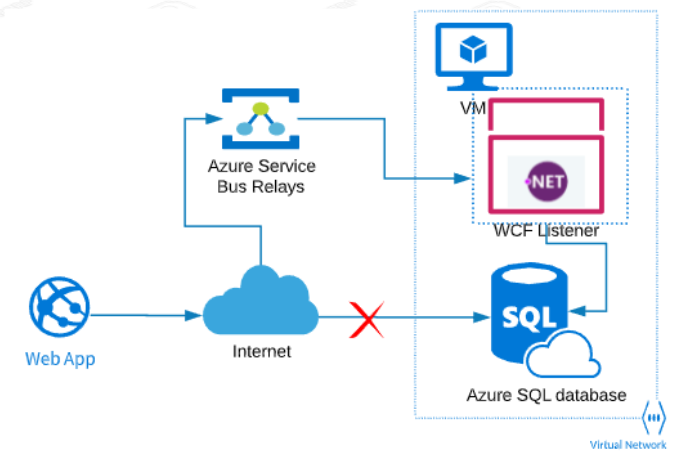 VM
Azure Service
Bus Relays
NET
WCF Listener
SQL
Web App
Internet
Azure SQL database
Virtual Network